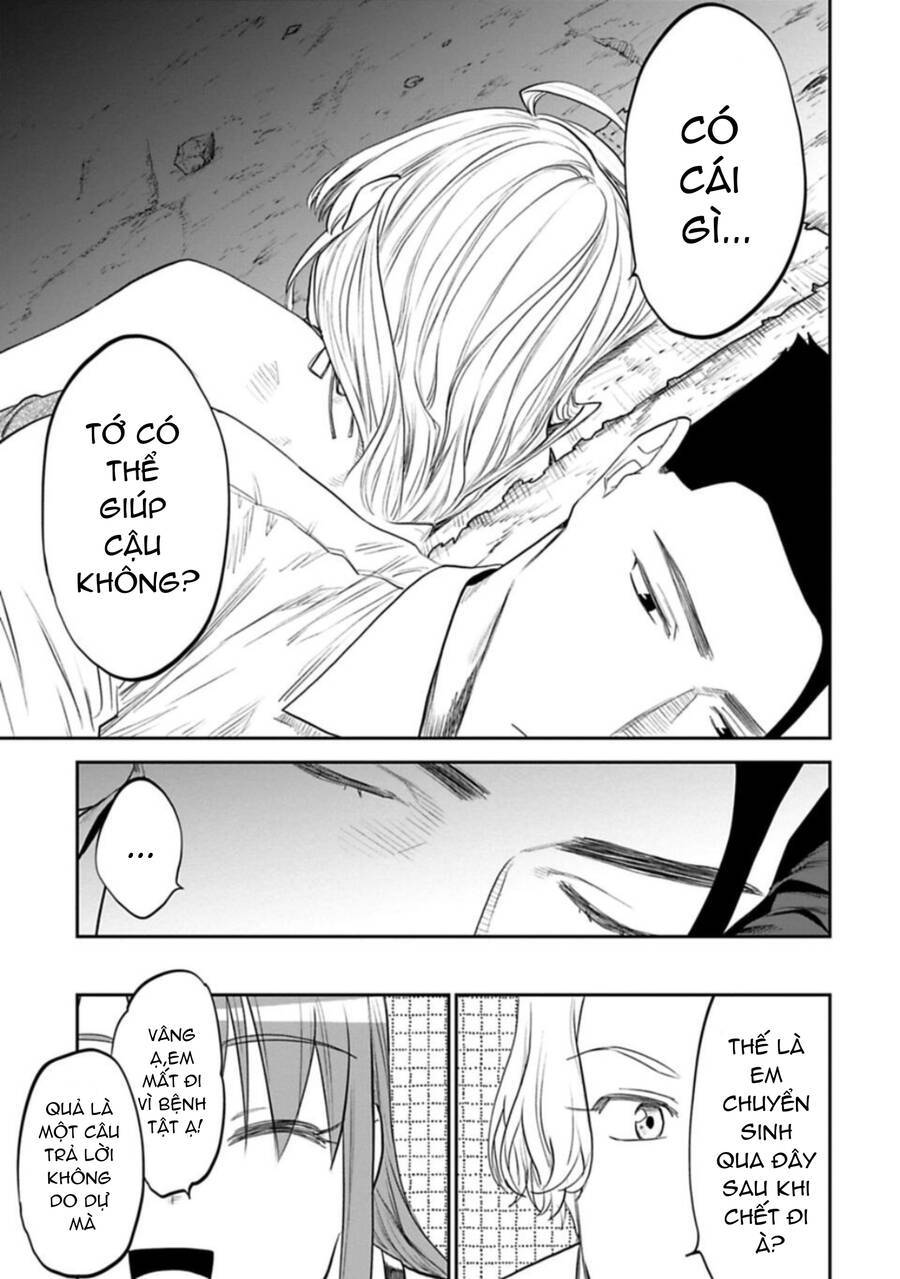 CÓ
CÁI
GÌ...
TỚ CÓ
THỂ
GIÚP
CẬU
KHÔNG?
...
THẾ LÀ
EM
CHUYỂN
SINH
QUA ĐÂY
SAU KHI
CHẾT ĐI
À?
VÂNG
Ạ,EM
MẤT ĐI
VÌ BỆNH
TẬT Ạ!
QUẢ LÀ
MỘT CÂU
TRẢ LỜI
KHÔNG
DO DỰ
MÀ